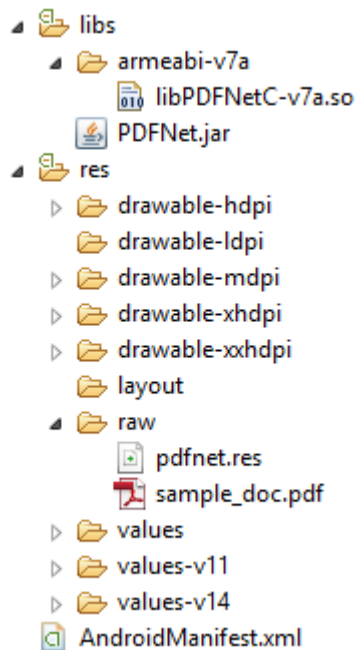 libs
armeabi-v7a
libPDFNetC-v7a.so
PDFNet.jar
res
drawable-hdpi
drawable-ldpi
drawable-mdpi
drawable-xhdpi
drawable-xxhdpi
layout
raw
pdfnet.res
sample_doc.pdf
values
values-v11
values-v14
AndroidManifest.xml